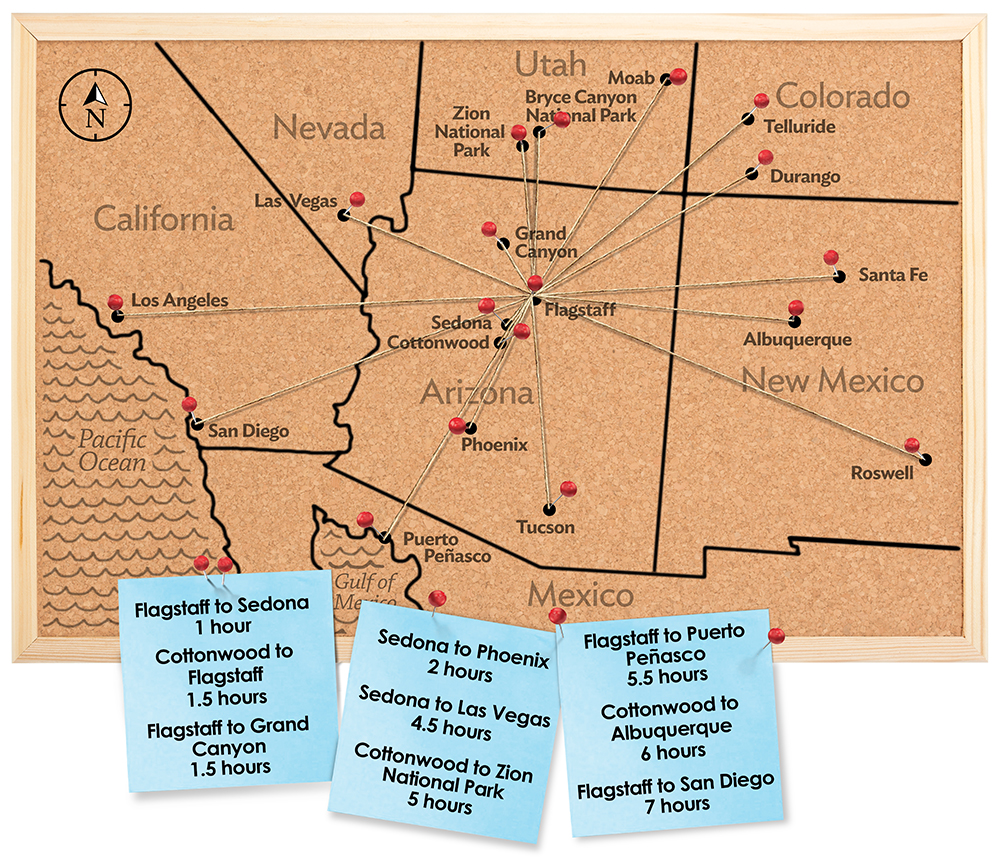 N
Utah
Moab
Colorado
Telluride
Bryce Canyon
National Park
Zion
National
Park
Nevada
Durango
Las Vegas
California
Grand
Canyon
Santa Fe
Los Angeles
Flagstaff
Sedona
Cottonwood
Albuquerque
Arizona
New Mexico
San Diego
Pacific
Ocean
Phoenix
Roswell
Tucson
Puerto
Peñasco
Gulf of
Mexico
Mexico
Flagstaff to Sedona
1 hour
Cottonwood to
Flagstaff
1.5 hours
Flagstaff to Grand
Canyon
1.5 hours
Sedona to Phoenix
2 hours
Sedona to Las Vegas
4.5 hours
Cottonwood to Zion
National Park
5 hours
Flagstaff to Puerto
Peñasco
5.5 hours
Cottonwood to
Albuquerque
6 hours
Flagstaff to San Diego
7 hours